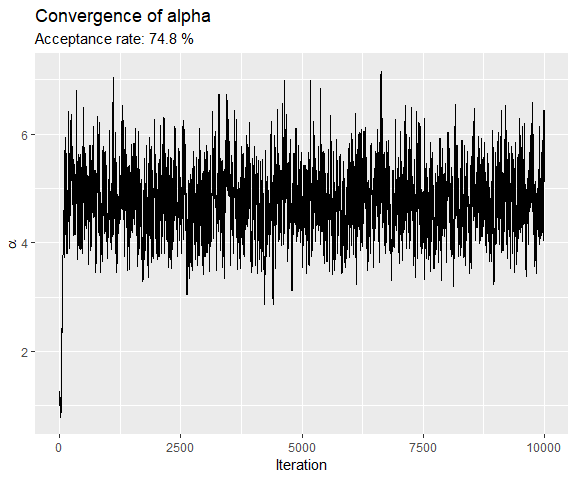 Convergence of alpha
Acceptance rate: 74.8 %
6
4
2
α
0
2500
5000
7500
10000
Iteration